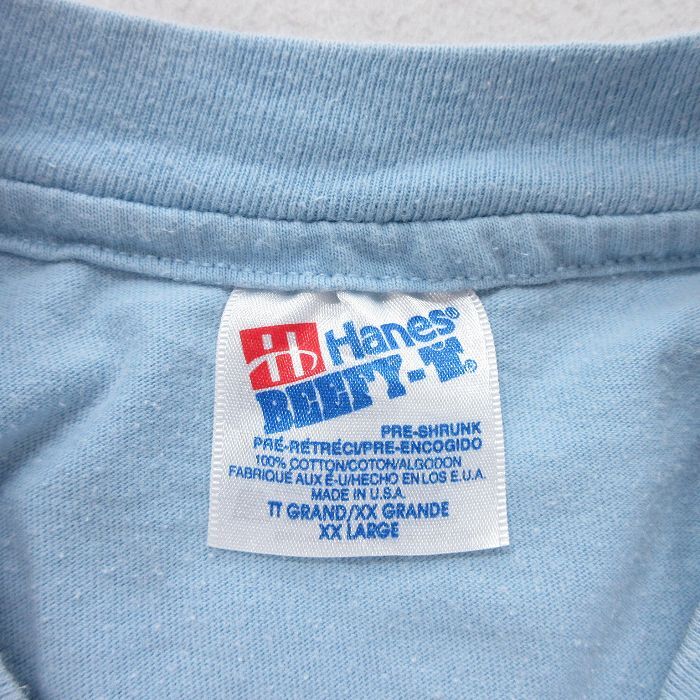 Hanes®
BEEFY-T.®
PRE-SHRUNK
PRÉ-RÉTRÉCI/PRE-ENCOGIDO
100% COTTON/COTON/ALGODON
FABRIQUÉ AUX É-U/HECHO EN LOS E.U.A.
MADE IN U.S.A.
TT GRAND/XX GRANDE
XX LARGE